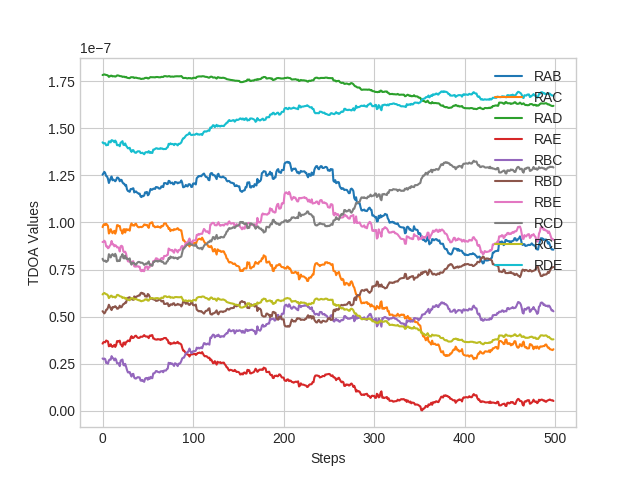 1e−7
1.75
1.50
1.25
1.00
0.75
0.50
0.25
0.00
TDOA Values
0
100
200
300
400
500
Steps
RAB
RAC
RAD
RAE
RBC
RBD
RBE
RCD
RCE
RDE